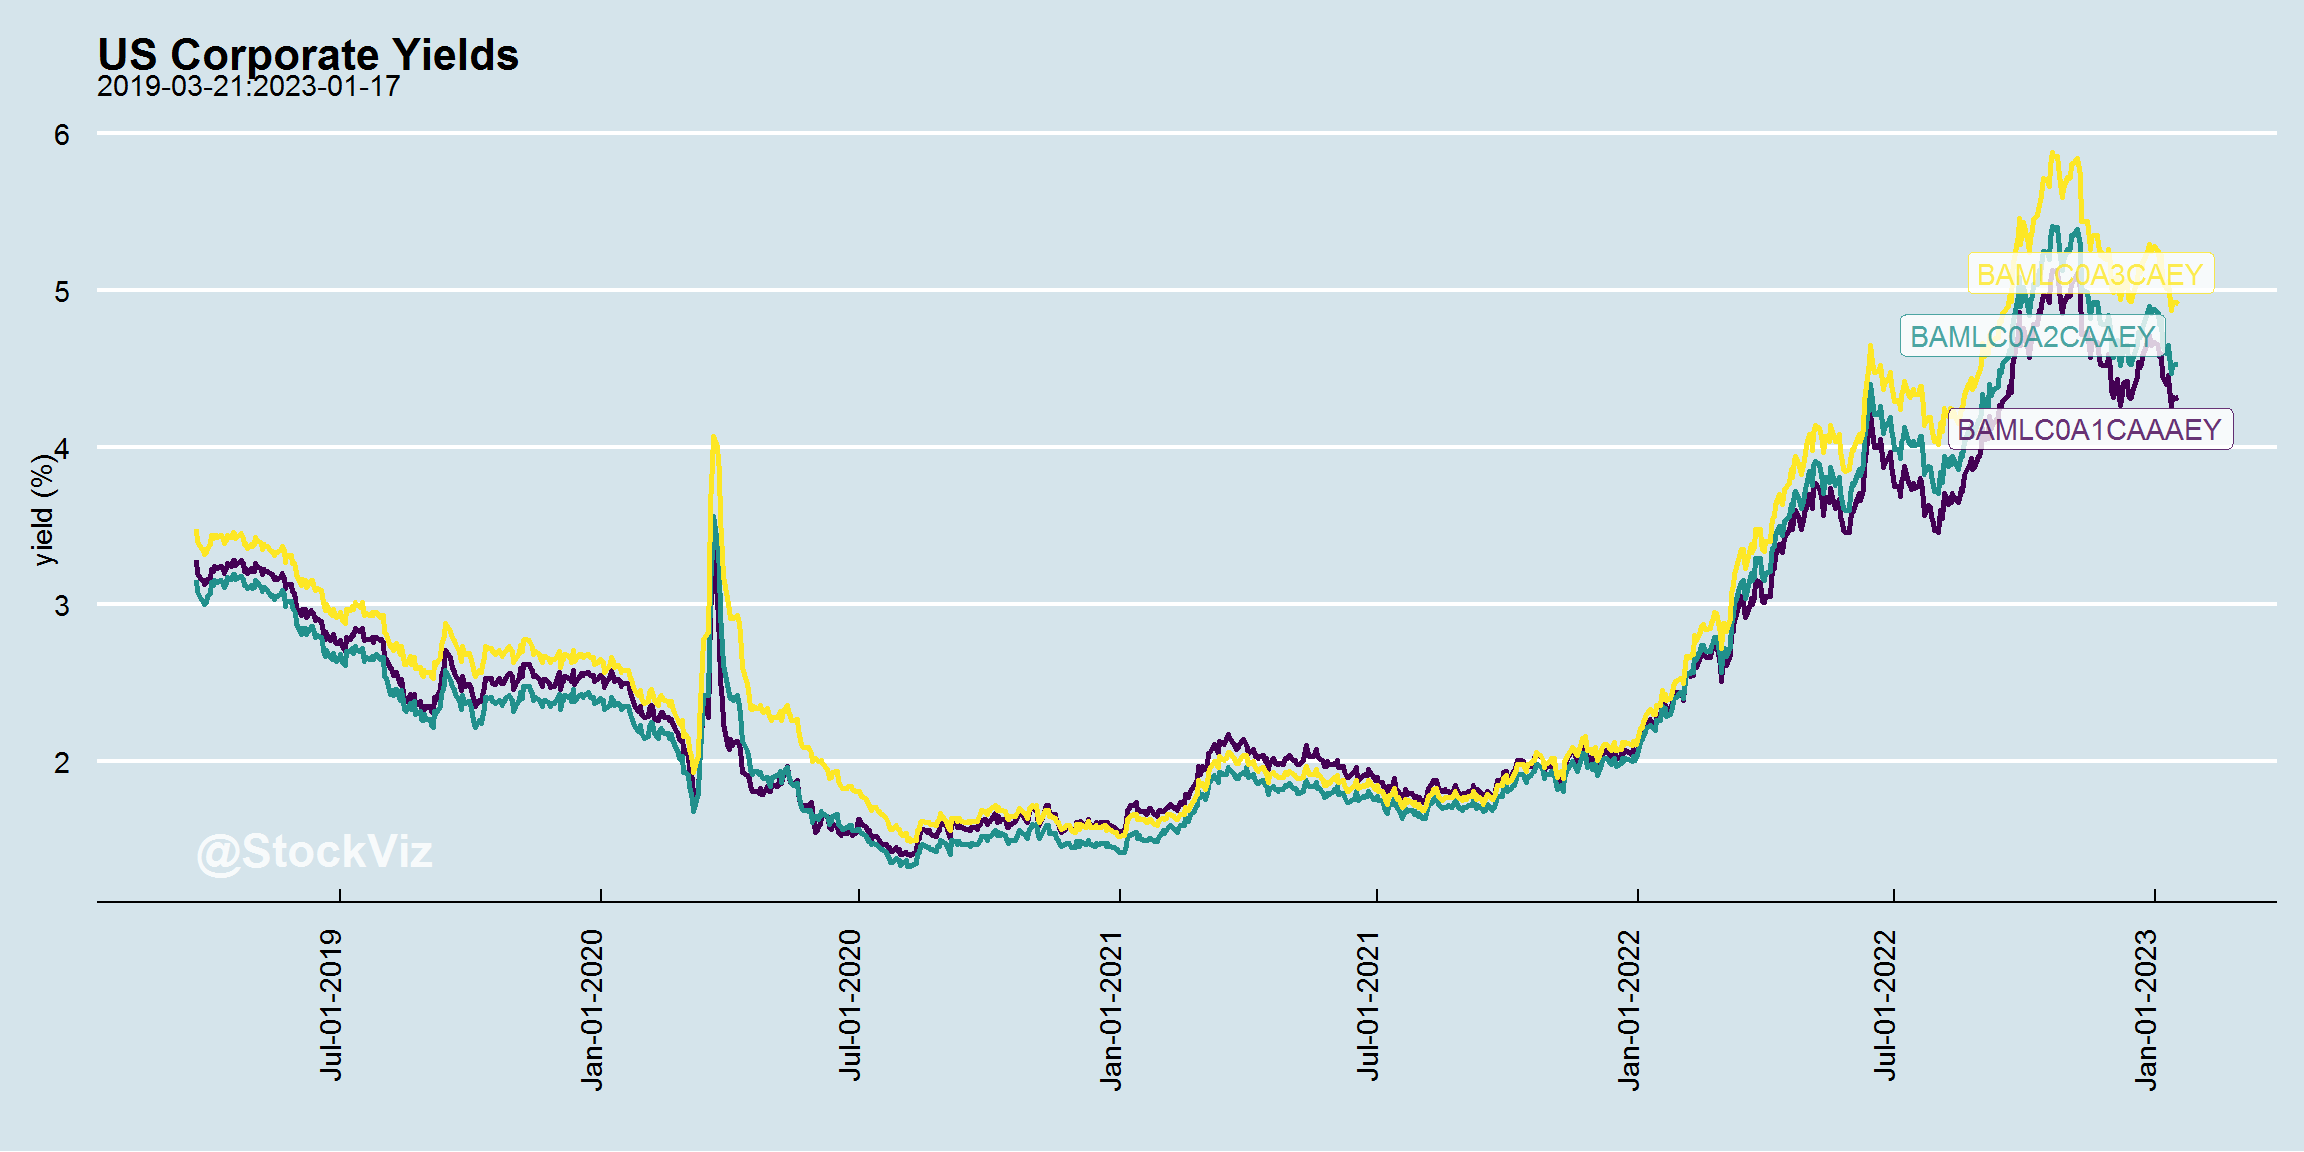 US Corporate Yields
2019-03-21:2023-01-17
6
5
4
3
2
yield (%)
BAMLC0A3CAEY
BAMLC0A2CAAEY
BAMLC0A1CAAAEY
@StockViz
Jul-01-2019
Jan-01-2020
Jul-01-2020
Jan-01-2021
Jul-01-2021
Jan-01-2022
Jul-01-2022
Jan-01-2023